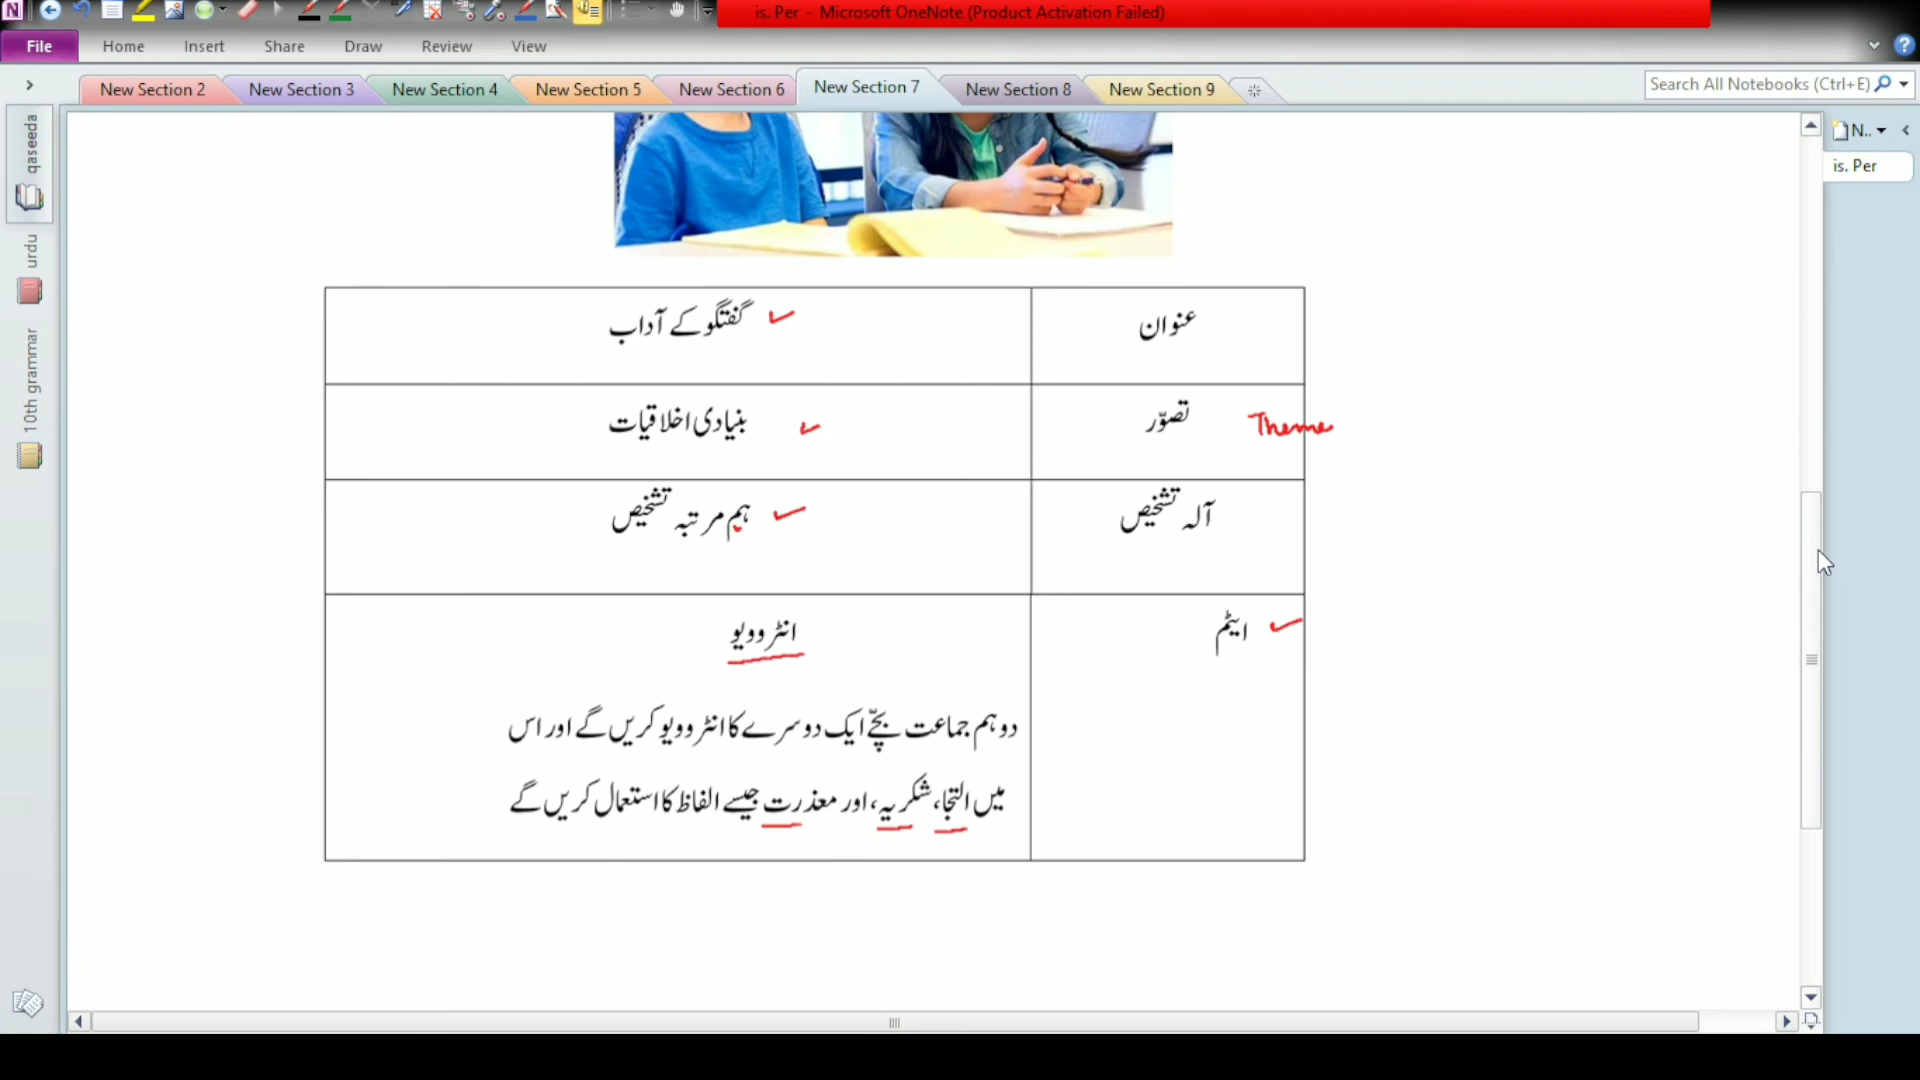 is. Per - Microsoft OneNote (Product Activation Failed)
File Home Insert Share Draw Review View
New Section 2 New Section 3 New Section 4 New Section 5 New Section 6 New Section 7 New Section 8 New Section 9
Search All Notebooks (Ctrl+E)
N..
is. Per
qaseeda
urdu
10th grammar
عنوان گفتگو کے آداب
تصوّر بنیادی اخلاقیات
Theme
آلہ تشخیص ہم مرتبہ تشخیص
ایٹم انٹروویو
دو ہم جماعت بچّے ایک دوسرے کا انٹروویو کریں گے اور اس
میں التجا، شکریہ، اور معذرت جیسے الفاظ کا استعمال کریں گے